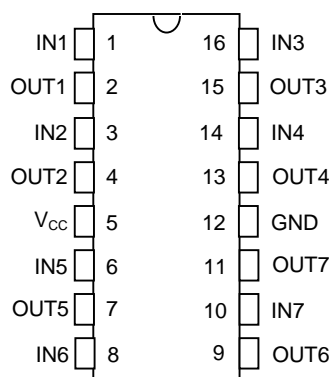 IN1 1 16 IN3
OUT1 2 15 OUT3
IN2 3 14 IN4
OUT2 4 13 OUT4
VCC 5 12 GND
IN5 6 11 OUT7
OUT5 7 10 IN7
IN6 8 9 OUT6